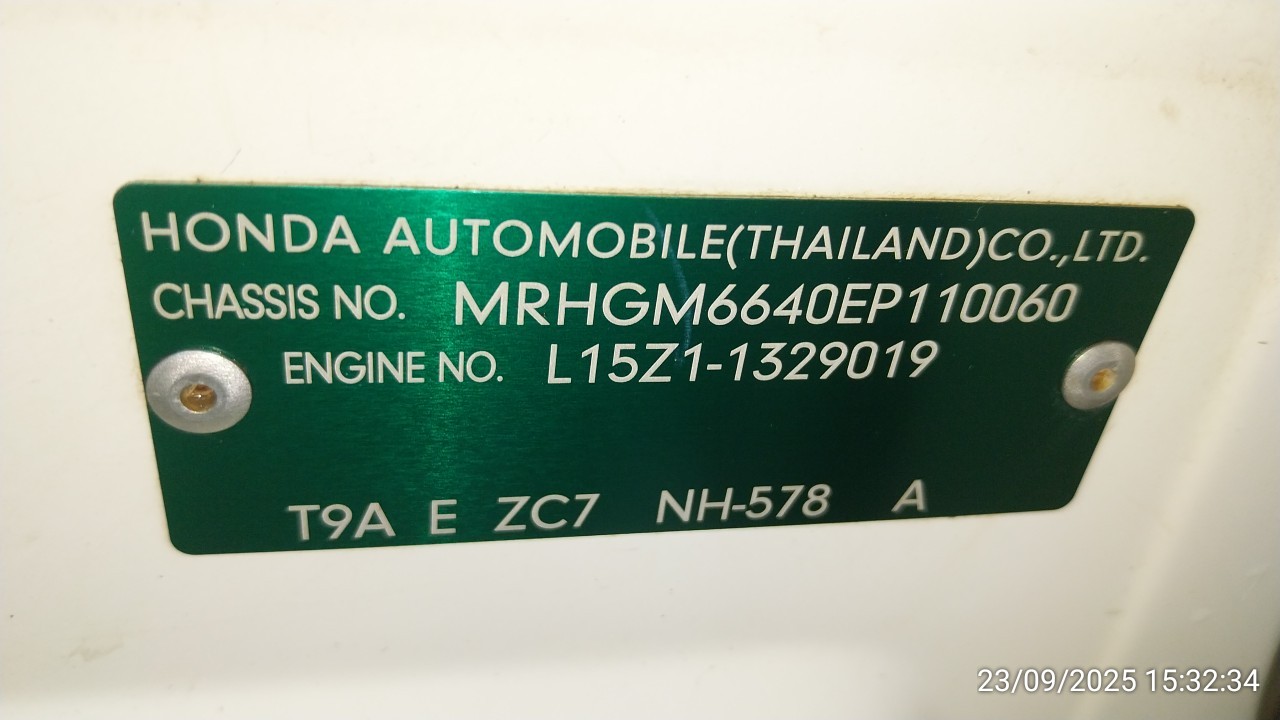 HONDA AUTOMOBILE(THAILAND)CO.,LTD.
CHASSIS NO. MRHGM6640EP110060
ENGINE NO. L15Z1-1329019
T9A E ZC7 NH-578 A
23/09/2025 15:32:34